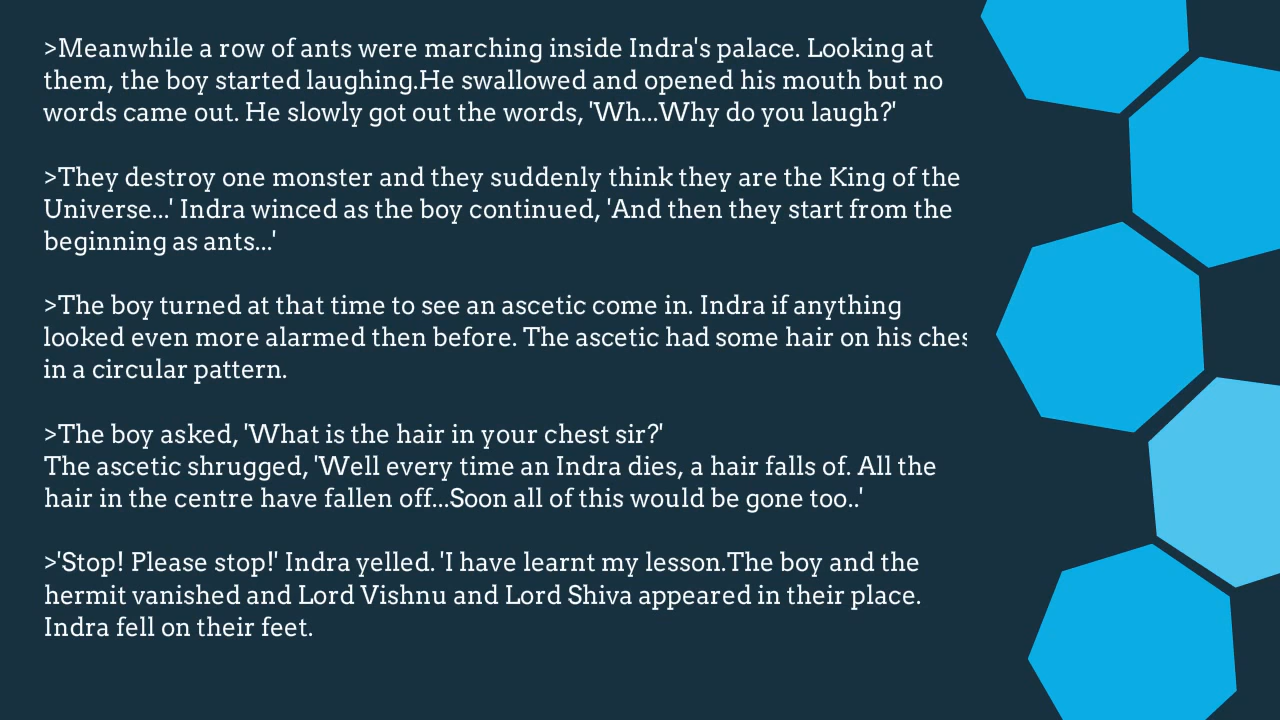 >Meanwhile a row of ants were marching inside Indra's palace. Looking at
them, the boy started laughing.He swallowed and opened his mouth but no
words came out. He slowly got out the words, 'Wh...Why do you laugh?'
>They destroy one monster and they suddenly think they are the King of the
Universe...' Indra winced as the boy continued, 'And then they start from the
beginning as ants...'
>The boy turned at that time to see an ascetic come in. Indra if anything
looked even more alarmed then before. The ascetic had some hair on his ches
in a circular pattern.
>The boy asked, 'What is the hair in your chest sir?'
The ascetic shrugged, 'Well every time an Indra dies, a hair falls of. All the
hair in the centre have fallen off...Soon all of this would be gone too..'
>'Stop! Please stop!' Indra yelled. 'I have learnt my lesson.The boy and the
hermit vanished and Lord Vishnu and Lord Shiva appeared in their place.
Indra fell on their feet.